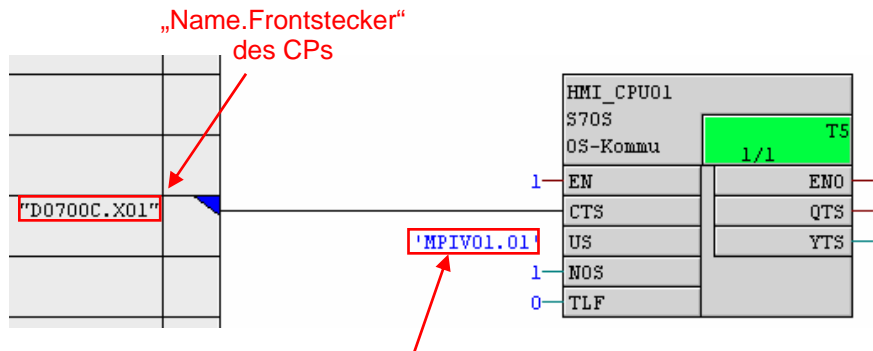 „Name.Frontstecker“
des CPs
HMI_CPU01
S7OS
OS-Kommu
T5
1/1
1 EN ENO
"D0700C.X01" CTS QTS
'MPIV01.01' US YTS
1 NOS
0 TLF